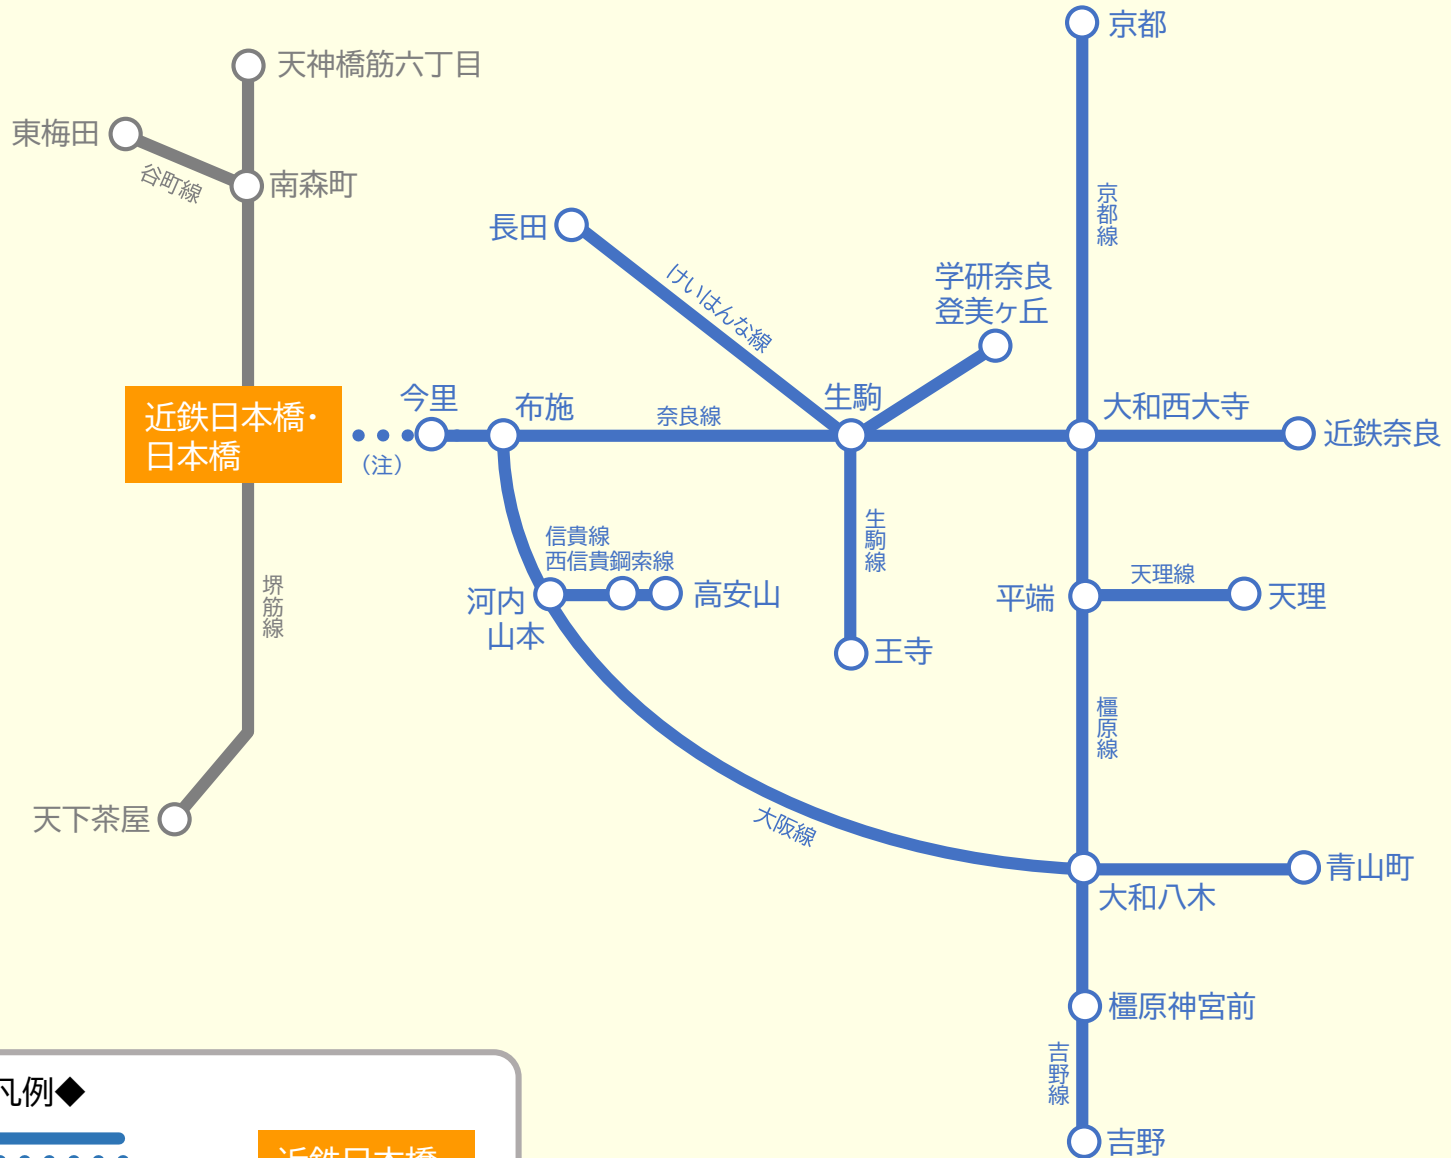 京都
天神橋筋六丁目
東梅田
谷町線
南森町
京都線
長田
けいはんな線
学研奈良
登美ヶ丘
近鉄日本橋・
日本橋
(注)
今里
布施
奈良線
生駒
大和西大寺
近鉄奈良
信貴線
西信貴鋼索線
生駒線
堺筋線
河内
山本
高安山
王寺
平端
天理線
天理
橿原線
天下茶屋
大阪線
青山町
大和八木
橿原神宮前
吉野線
吉野
凡例◆
近鉄日本橋